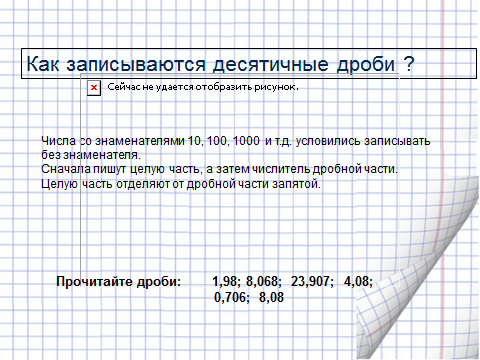 Как записываются десятичные дроби ?
Сейчас не удается отобразить рисунок.
Числа со знаменателями 10, 100, 1000 и т.д. условились записывать
без знаменателя.
Сначала пишут целую часть, а затем числитель дробной части.
Целую часть отделяют от дробной части запятой.
Прочитайте дроби: 1,98; 8,068; 23,907; 4,08;
0,706; 8,08